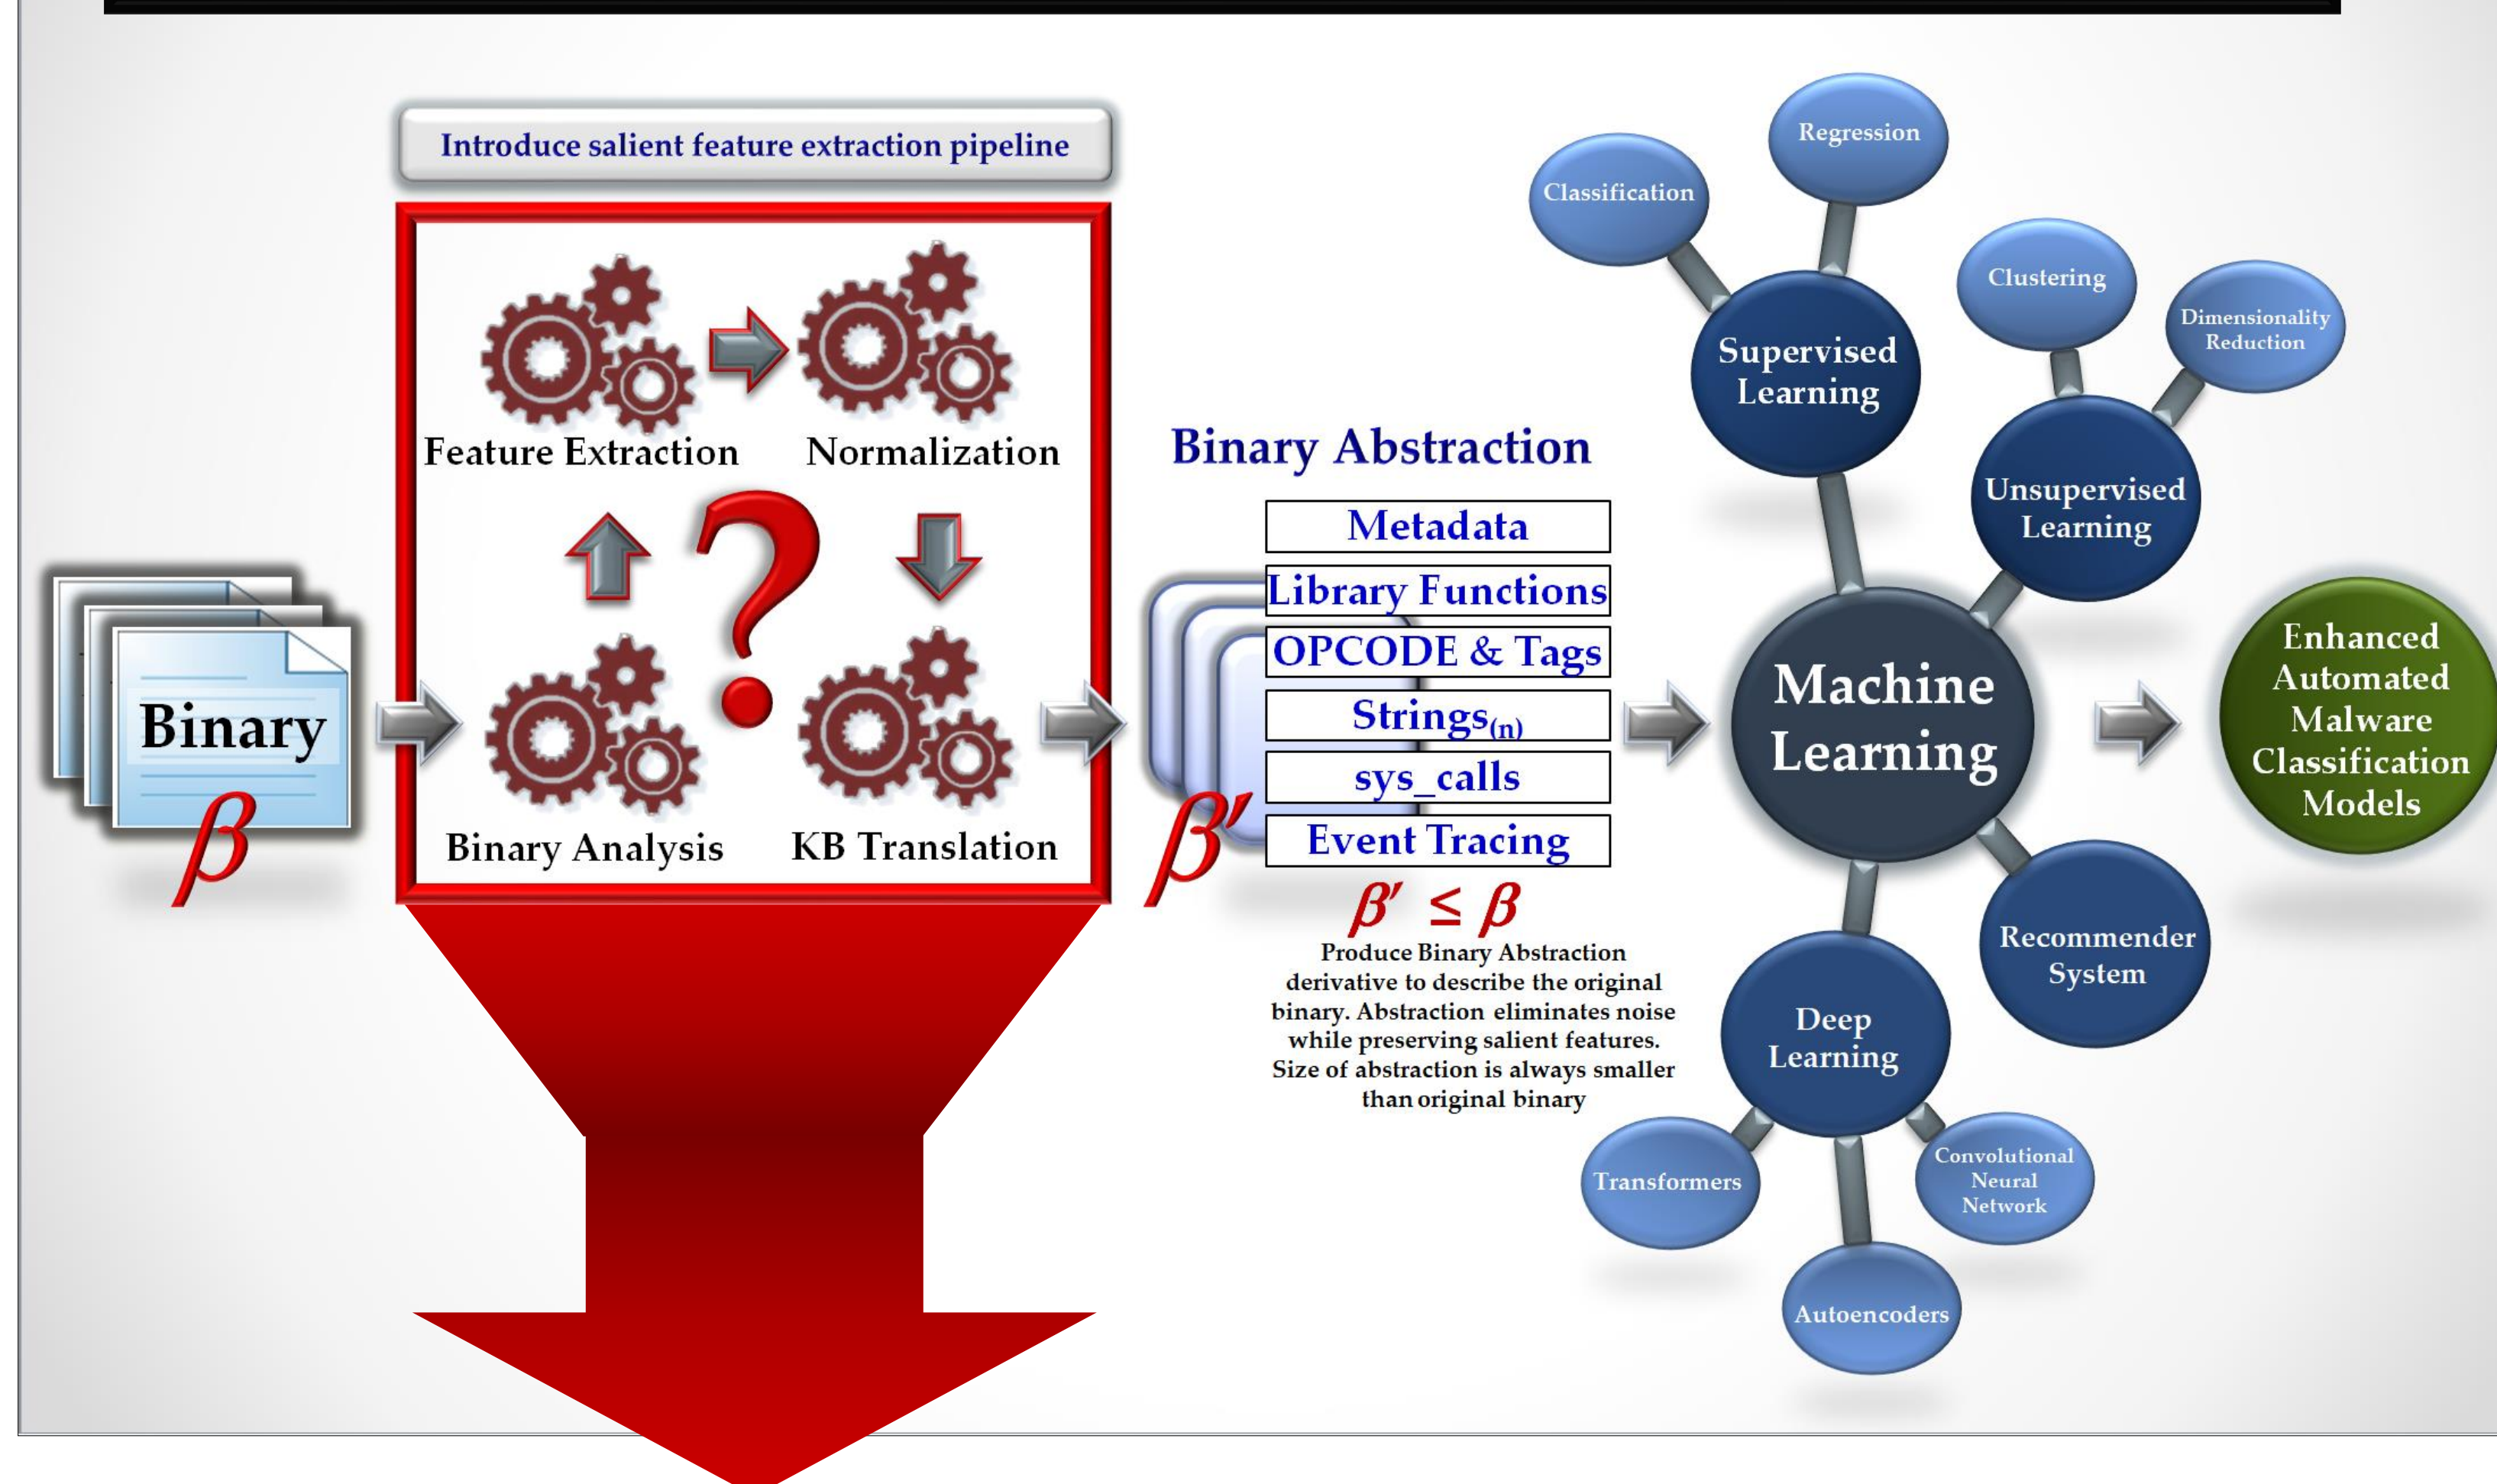 Introduce salient feature extraction pipeline
Feature Extraction
Normalization
?
Binary Analysis
KB Translation
Binary
β
Binary Abstraction
Metadata
Library Functions
OPCODE & Tags
Strings(n)
sys_calls
Event Tracing
β′
β′ ≤ β
Produce Binary Abstraction
derivative to describe the original
binary. Abstraction eliminates noise
while preserving salient features.
Size of abstraction is always smaller
than original binary
Classification
Regression
Supervised
Learning
Clustering
Dimensionality
Reduction
Unsupervised
Learning
Machine
Learning
Recommender
System
Deep
Learning
Transformers
Convolutional
Neural
Network
Autoencoders
Enhanced
Automated
Malware
Classification
Models